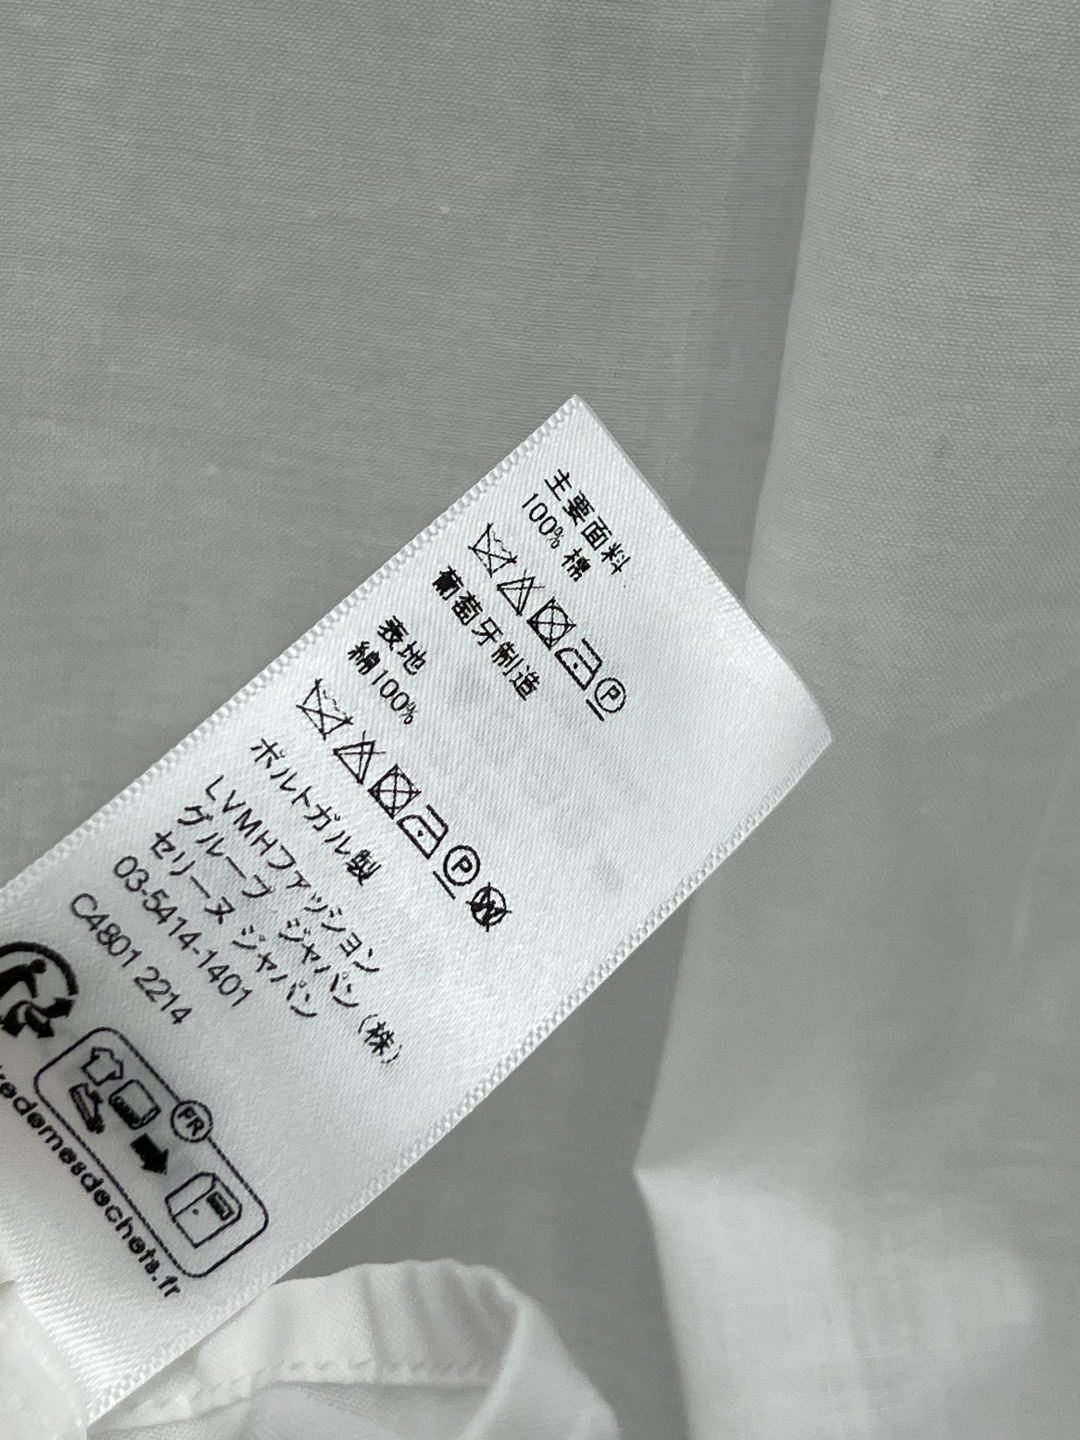 主要面料
100% 棉
葡萄牙制造
表地
綿100%
ポルトガル製
LVMHファッション
グループ ジャパン (株)
セリーヌ ジャパン
03-5414-1401
C4801 2214
FR
P
P
W